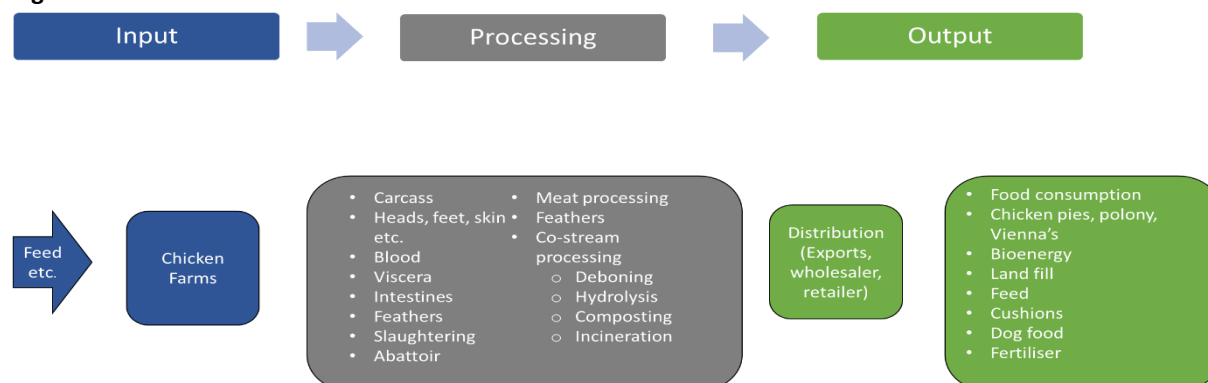 Input
Processing
Output
Feed
etc.
Chicken
Farms
• Carcass
• Heads, feet, skin
etc.
• Blood
• Viscera
• Intestines
• Feathers
• Slaughtering
• Abattoir
• Meat processing
• Feathers
• Co-stream
processing
o Deboning
o Hydrolysis
o Composting
o Incineration
Distribution
(Exports,
wholesaler,
retailer)
• Food consumption
• Chicken pies, polony,
Vienna's
• Bioenergy
• Land fill
• Feed
• Cushions
• Dog food
• Fertiliser